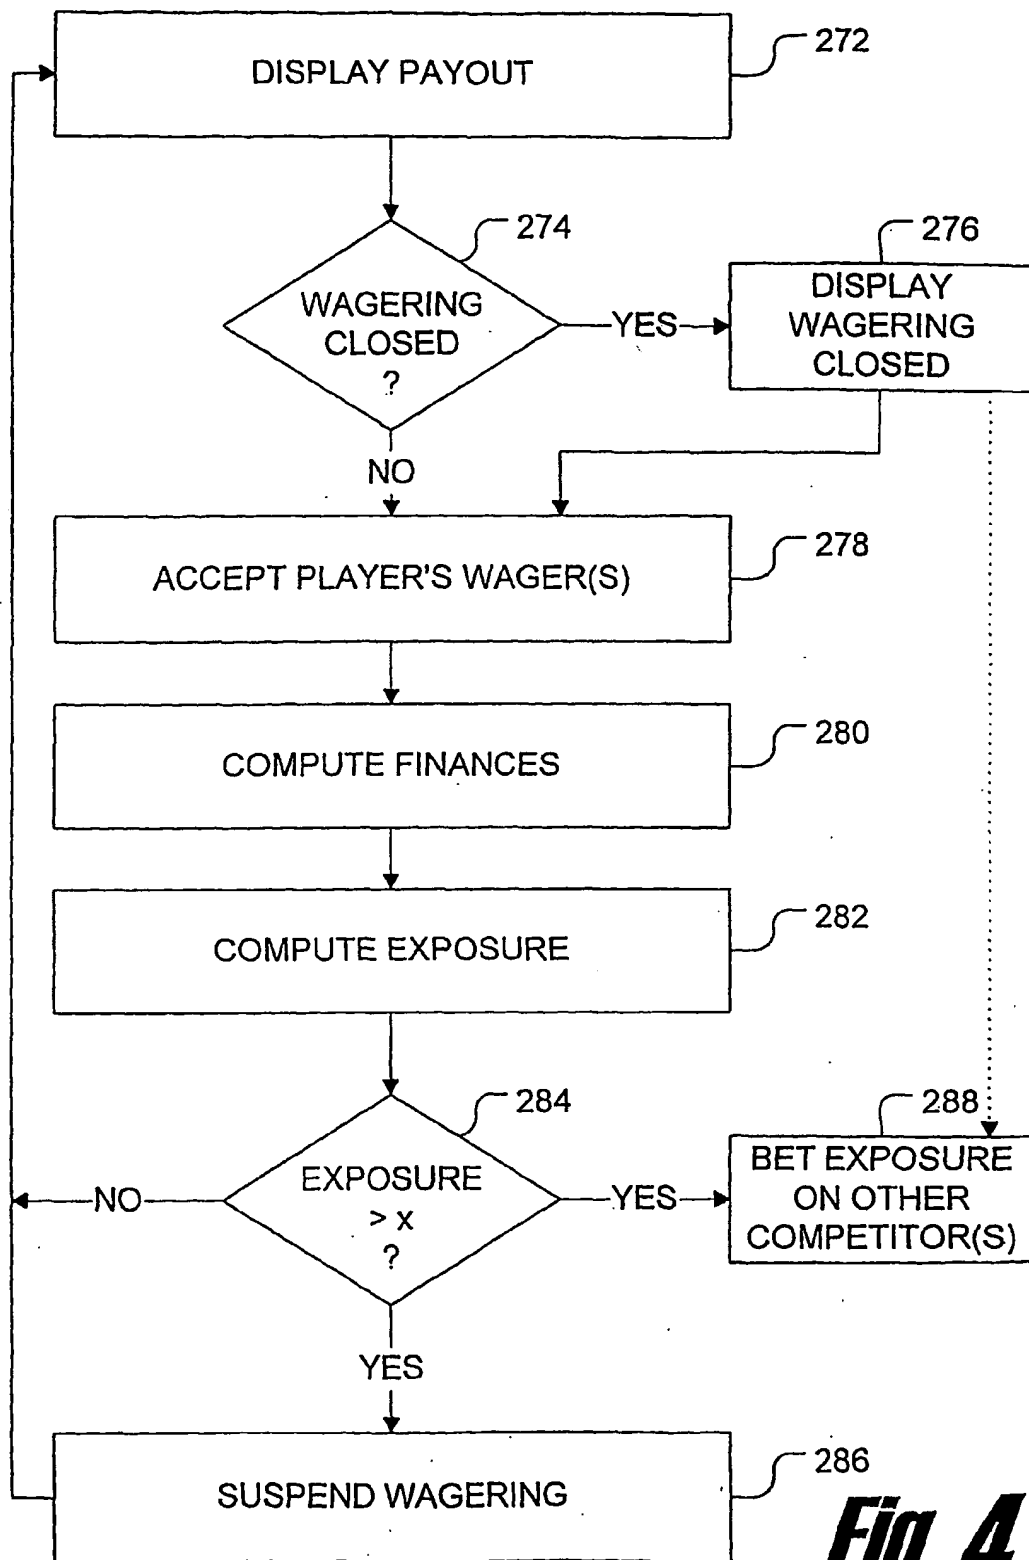 DISPLAY PAYOUT
272
274
WAGERING
CLOSED
?
YES
276
DISPLAY
WAGERING
CLOSED
NO
ACCEPT PLAYER'S WAGER(S)
278
COMPUTE FINANCES
280
COMPUTE EXPOSURE
282
284
EXPOSURE
> x
?
NO
YES
288
BET EXPOSURE
ON OTHER
COMPETITOR(S)
YES
SUSPEND WAGERING
286
Fig. 4